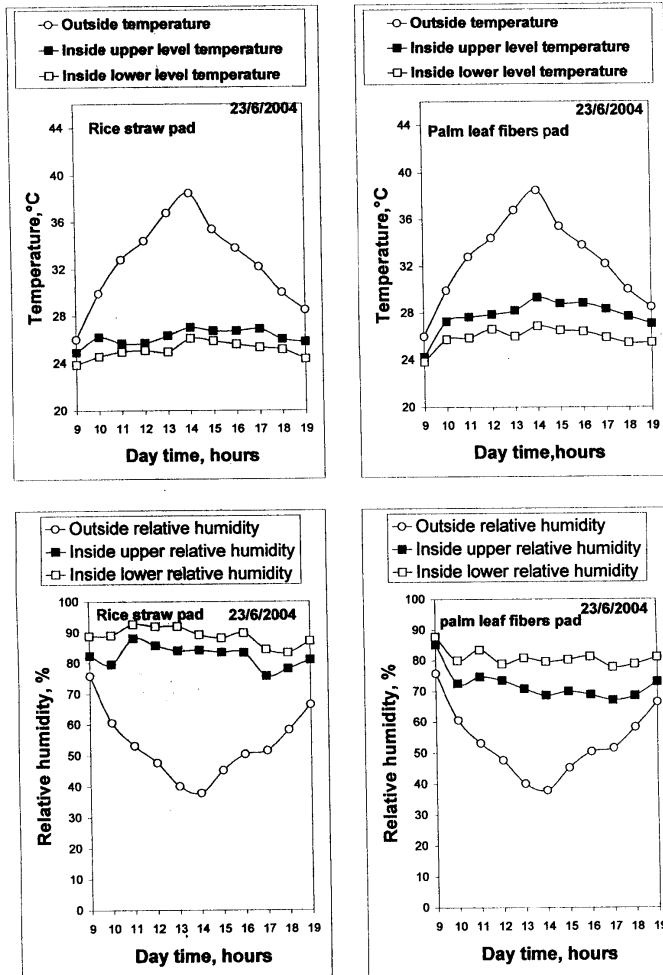 Outside temperature
Inside upper level temperature
Inside lower level temperature
23/6/2004
Rice straw pad
44
40
36
32
28
24
20
Temperature,°C
9 10 11 12 13 14 15 16 17 18 19
Day time, hours
Outside temperature
Inside upper level temperature
Inside lower level temperature
23/6/2004
Palm leaf fibers pad
44
40
36
32
28
24
20
Temperature,°C
9 10 11 12 13 14 15 16 17 18 19
Day time,hours
Outside relative humidity
Inside upper relative humidity
Inside lower relative humidity
Rice straw pad 23/6/2004
100
90
80
70
60
50
40
30
20
10
0
Relative humidity, %
9 10 11 12 13 14 15 16 17 18 19
Day time, hours
Outside relative humidity
Inside upper relative humidity
Inside lower relative humidity
23/6/2004
palm leaf fibers pad
100
90
80
70
60
50
40
30
20
10
0
Relative humidity, %
9 10 11 12 13 14 15 16 17 18 19
Day time, hours